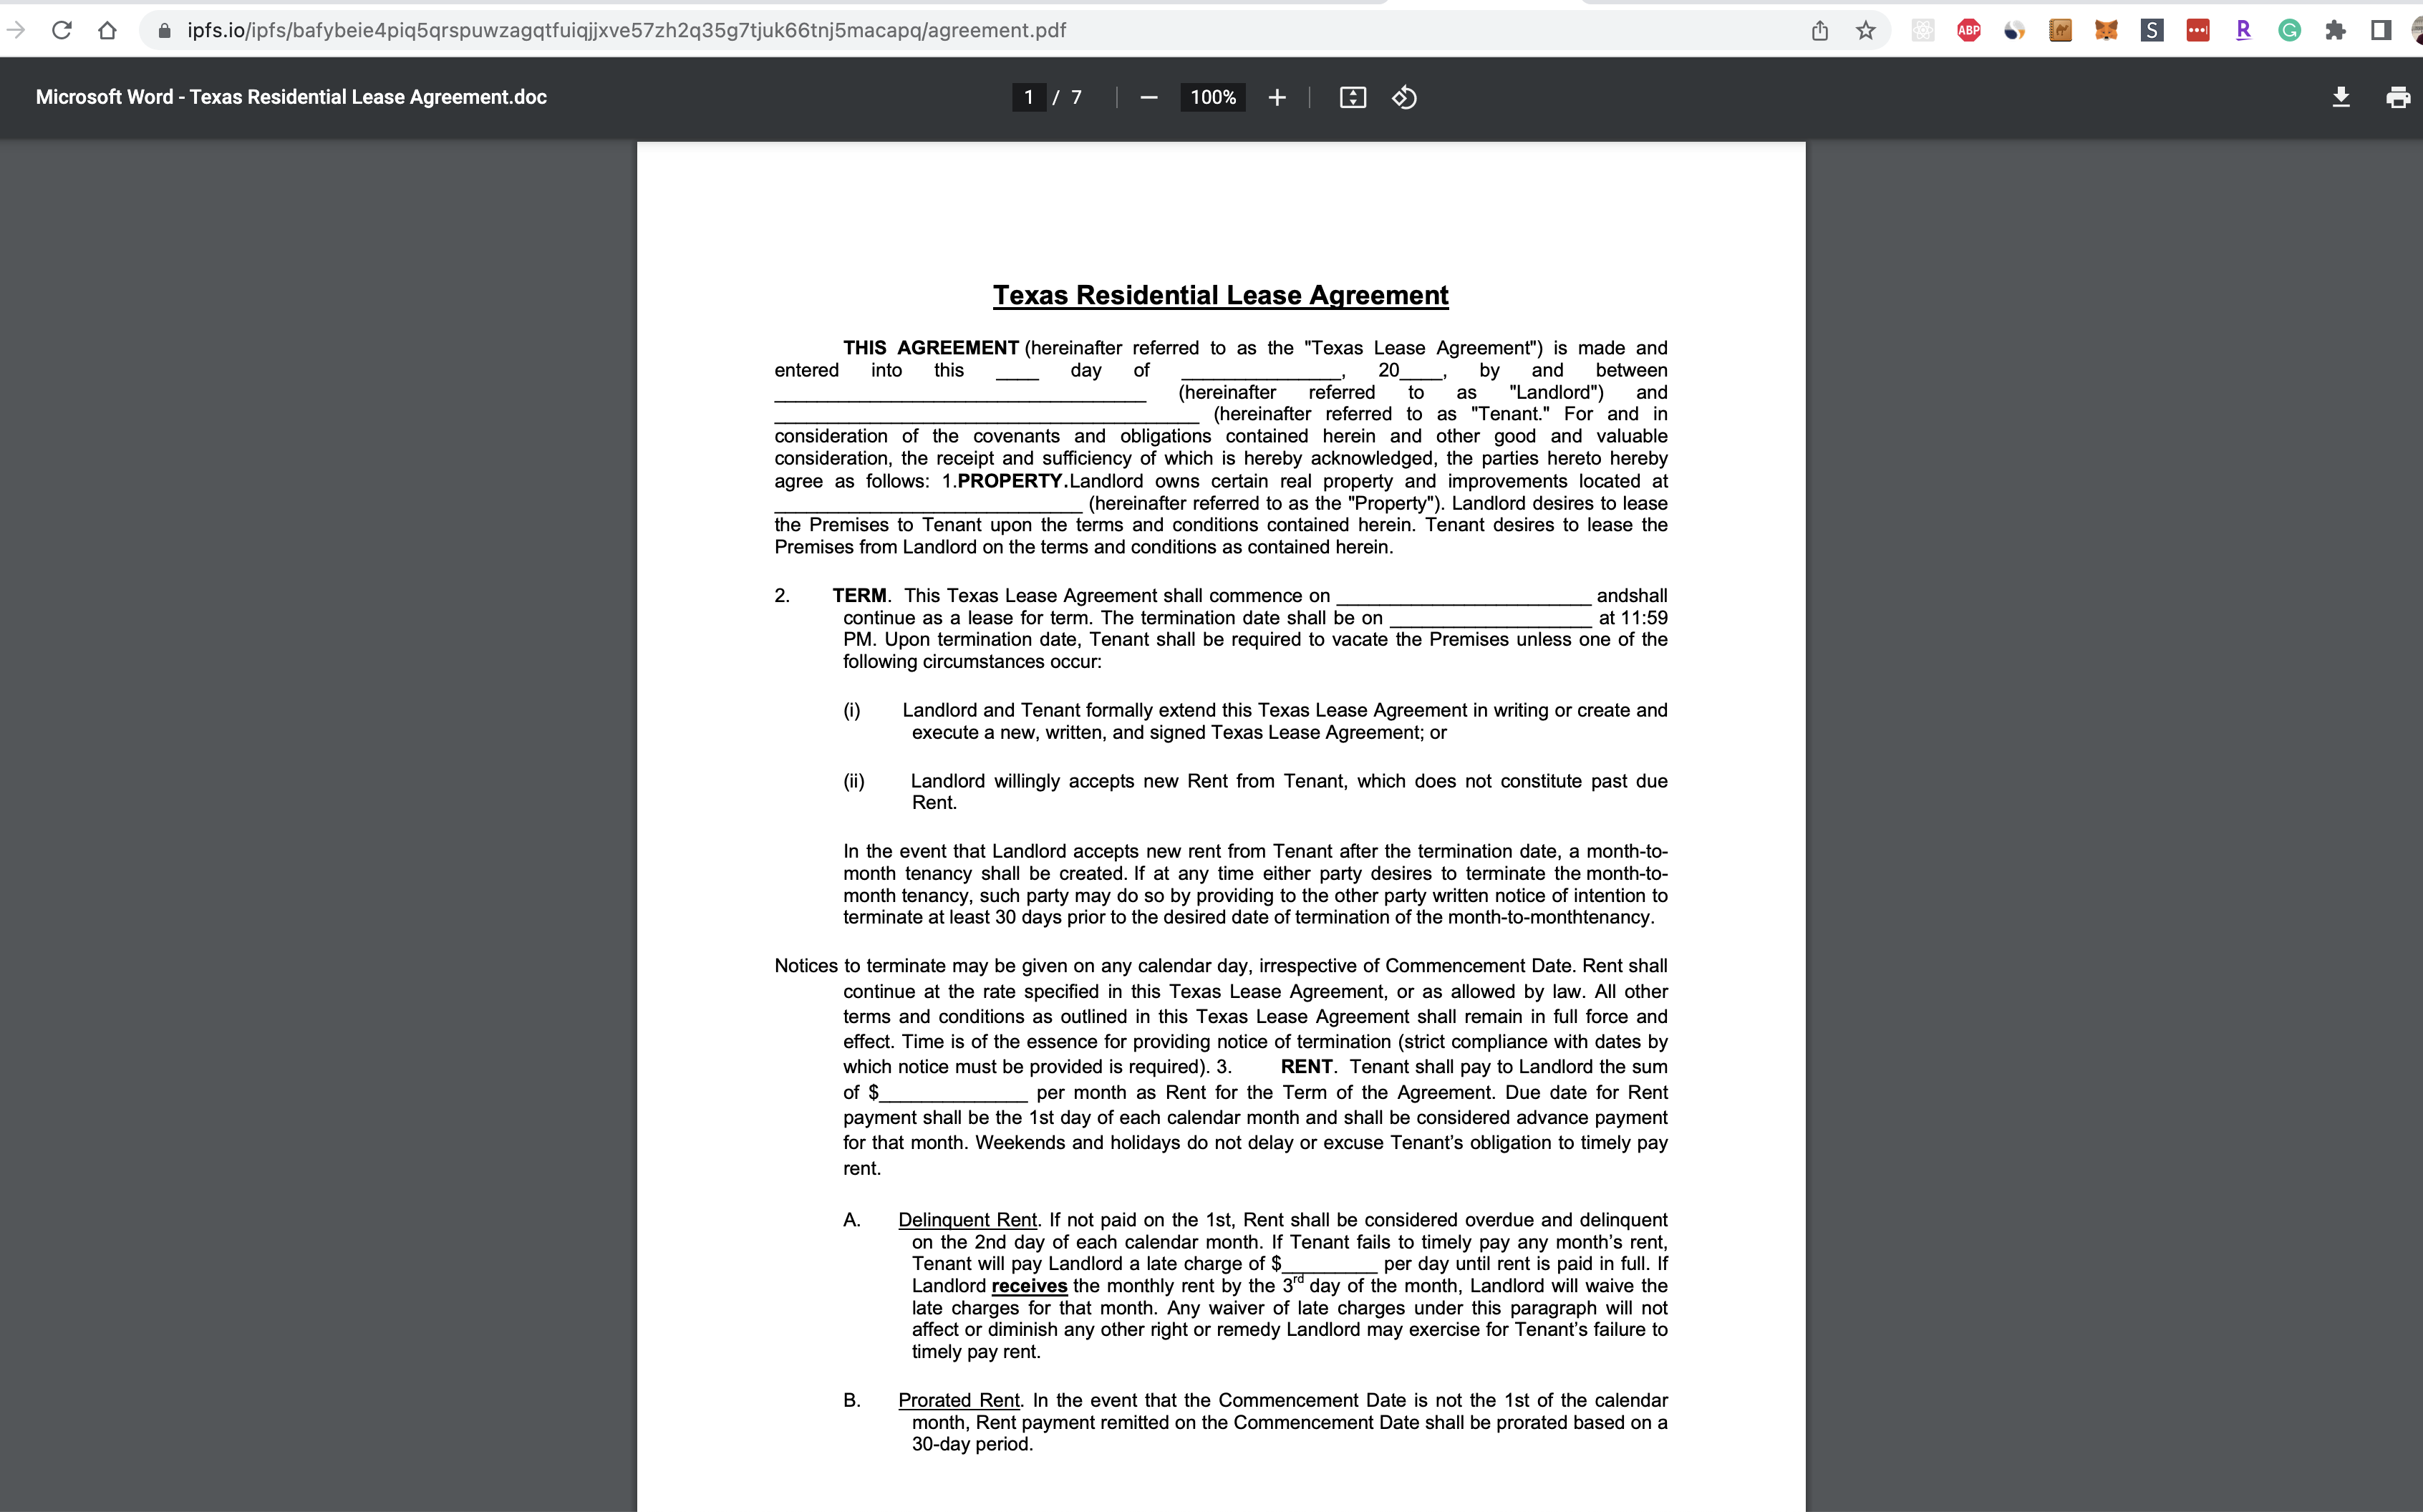 ipfs.io/ipfs/bafybeie4piq5qrspuwzagqtfuiqjjxve57zh2q35g7tjuk66tnj5macapq/agreement.pdf
ABP
S
R
G
Microsoft Word - Texas Residential Lease Agreement.doc
1 / 7
100%
Texas Residential Lease Agreement
THIS AGREEMENT (hereinafter referred to as the "Texas Lease Agreement") is made and
entered into this ____ day of _______________, 20____, by and between
___________________________________ (hereinafter referred to as "Landlord") and
________________________________________ (hereinafter referred to as "Tenant." For and in
consideration of the covenants and obligations contained herein and other good and valuable
consideration, the receipt and sufficiency of which is hereby acknowledged, the parties hereto hereby
agree as follows: 1.PROPERTY.Landlord owns certain real property and improvements located at
_____________________________ (hereinafter referred to as the "Property"). Landlord desires to lease
the Premises to Tenant upon the terms and conditions contained herein. Tenant desires to lease the
Premises from Landlord on the terms and conditions as contained herein.
2. TERM. This Texas Lease Agreement shall commence on ________________________ andshall
continue as a lease for term. The termination date shall be on ___________________ at 11:59
PM. Upon termination date, Tenant shall be required to vacate the Premises unless one of the
following circumstances occur:
(i) Landlord and Tenant formally extend this Texas Lease Agreement in writing or create and
execute a new, written, and signed Texas Lease Agreement; or
(ii) Landlord willingly accepts new Rent from Tenant, which does not constitute past due
Rent.
In the event that Landlord accepts new rent from Tenant after the termination date, a month-to-
month tenancy shall be created. If at any time either party desires to terminate the month-to-
month tenancy, such party may do so by providing to the other party written notice of intention to
terminate at least 30 days prior to the desired date of termination of the month-to-monthtenancy.
Notices to terminate may be given on any calendar day, irrespective of Commencement Date. Rent shall
continue at the rate specified in this Texas Lease Agreement, or as allowed by law. All other
terms and conditions as outlined in this Texas Lease Agreement shall remain in full force and
effect. Time is of the essence for providing notice of termination (strict compliance with dates by
which notice must be provided is required). 3. RENT. Tenant shall pay to Landlord the sum
of $______________ per month as Rent for the Term of the Agreement. Due date for Rent
payment shall be the 1st day of each calendar month and shall be considered advance payment
for that month. Weekends and holidays do not delay or excuse Tenant’s obligation to timely pay
rent.
A. Delinquent Rent. If not paid on the 1st, Rent shall be considered overdue and delinquent
on the 2nd day of each calendar month. If Tenant fails to timely pay any month’s rent,
Tenant will pay Landlord a late charge of $_________ per day until rent is paid in full. If
Landlord receives the monthly rent by the 3rd day of the month, Landlord will waive the
late charges for that month. Any waiver of late charges under this paragraph will not
affect or diminish any other right or remedy Landlord may exercise for Tenant’s failure to
timely pay rent.
B. Prorated Rent. In the event that the Commencement Date is not the 1st of the calendar
month, Rent payment remitted on the Commencement Date shall be prorated based on a
30-day period.